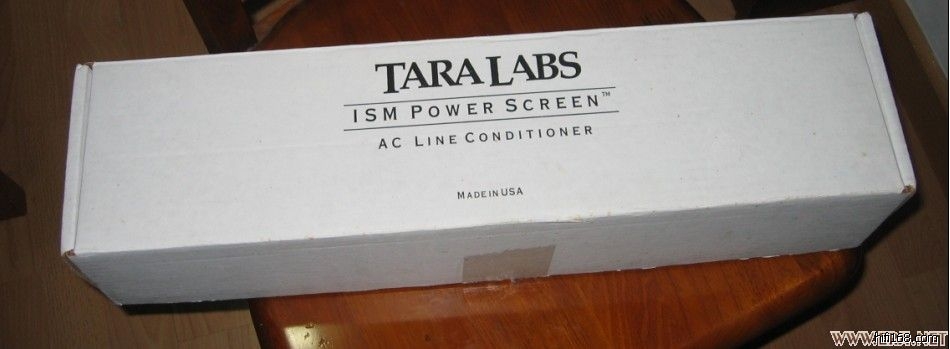 TARA LABS
ISM POWER SCREEN™
AC LINE CONDITIONER
MADE IN USA